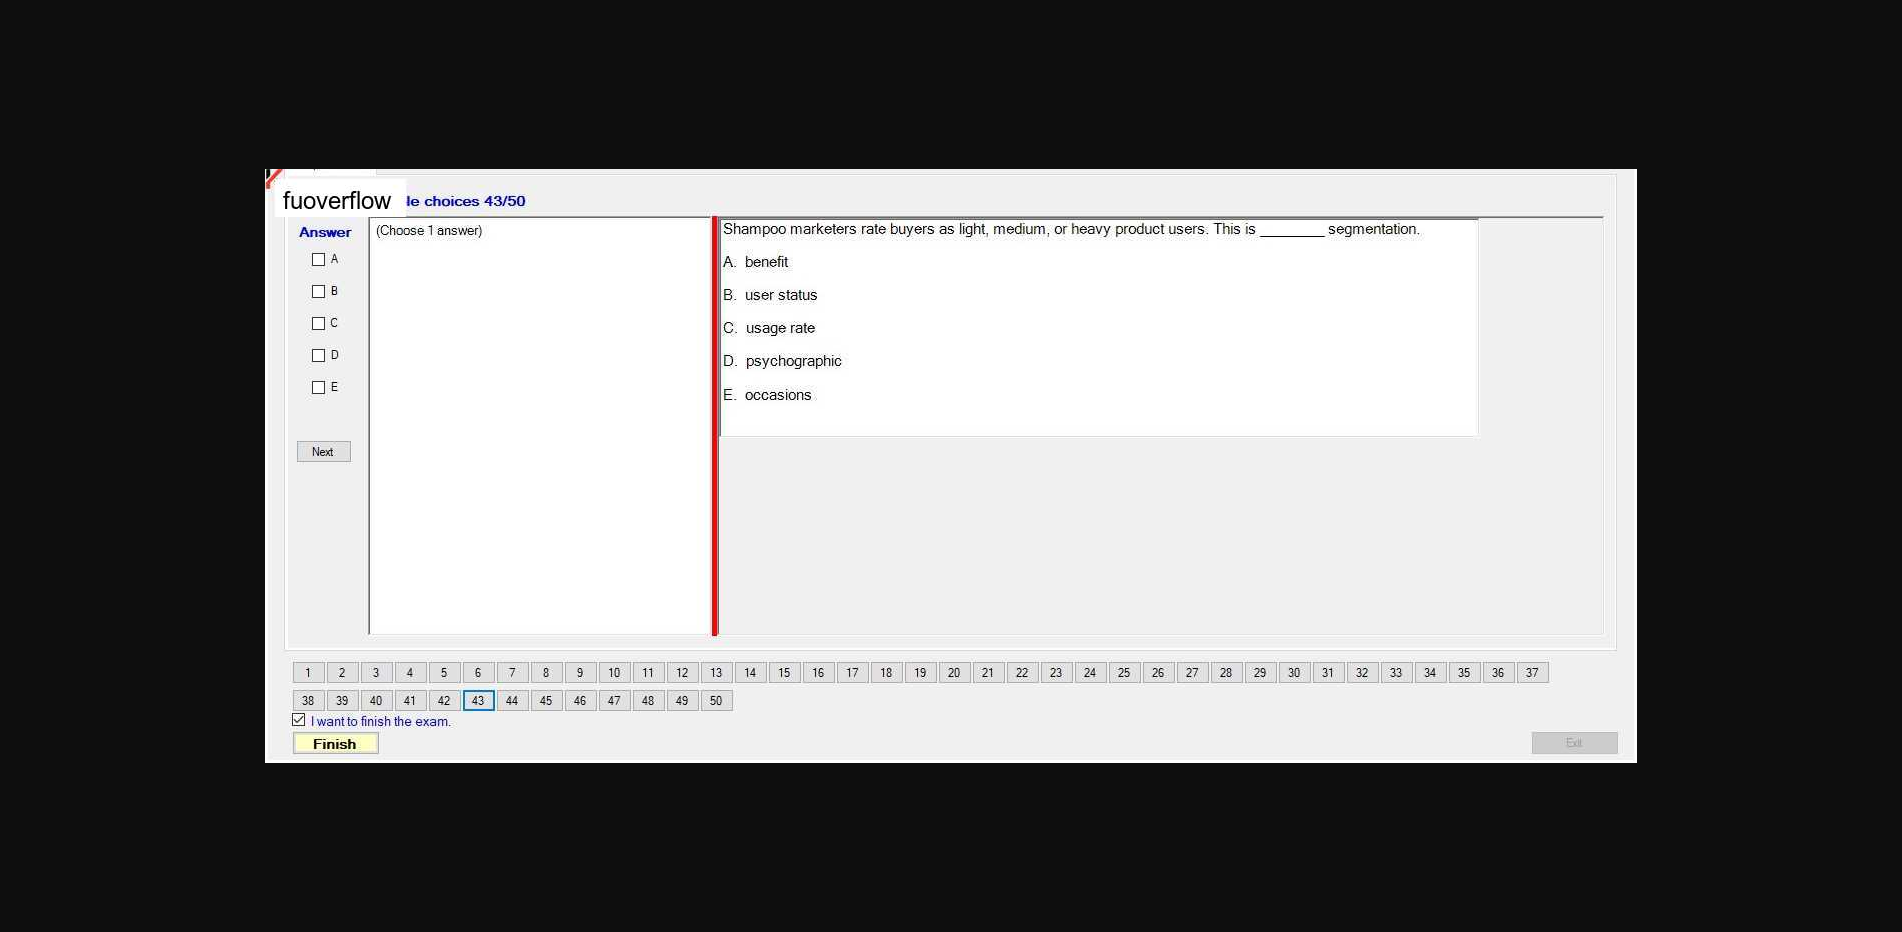 fuoverflow
le choices 43/50
Answer
(Choose 1 answer)
A
B
C
D
E
Next
Shampoo marketers rate buyers as light, medium, or heavy product users. This is ________ segmentation.
A. benefit
B. user status
C. usage rate
D. psychographic
E. occasions
1 2 3 4 5 6 7 8 9 10 11 12 13 14 15 16 17 18 19 20 21 22 23 24 25 26 27 28 29 30 31 32 33 34 35 36 37
38 39 40 41 42 43 44 45 46 47 48 49 50
I want to finish the exam.
Finish
Exit